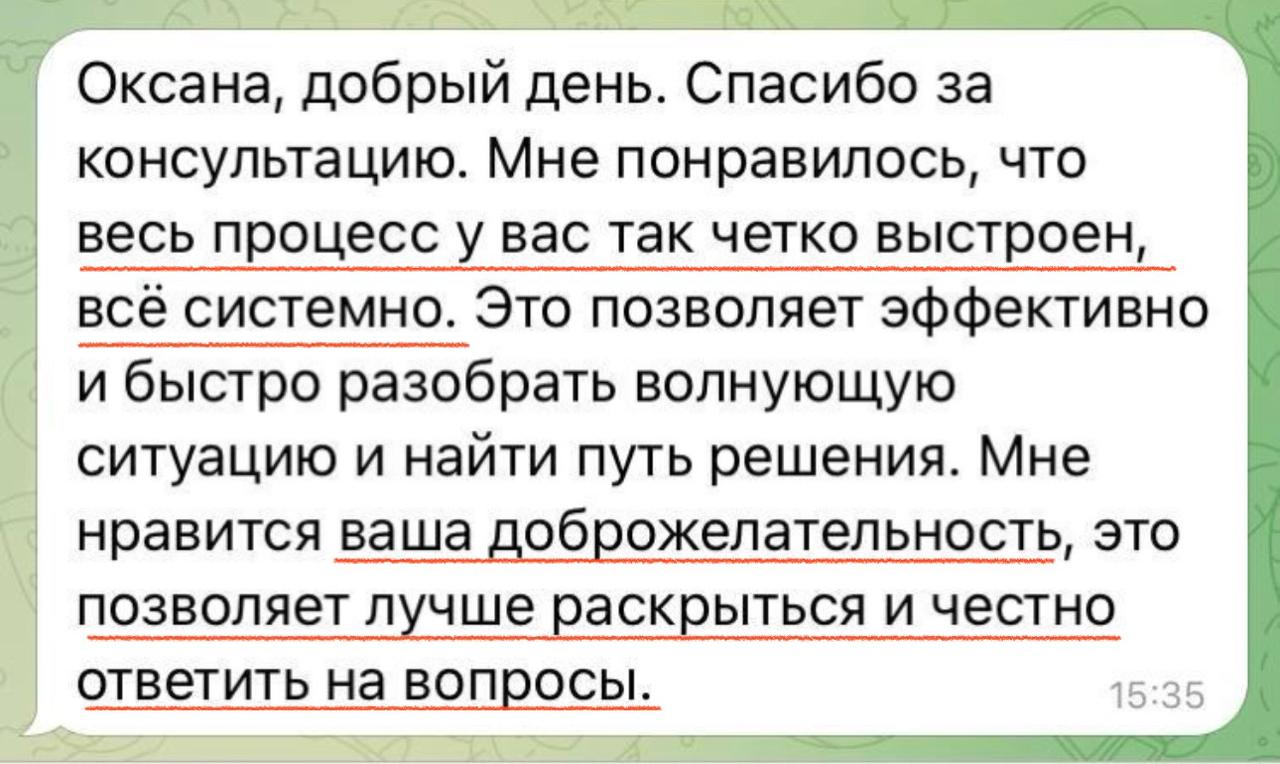 Оксана, добрый день. Спасибо за
консультацию. Мне понравилось, что
весь процесс у вас так четко выстроен,
всё системно. Это позволяет эффективно
и быстро разобрать волнующую
ситуацию и найти путь решения. Мне
нравится ваша доброжелательность, это
позволяет лучше раскрыться и честно
ответить на вопросы.
15:35